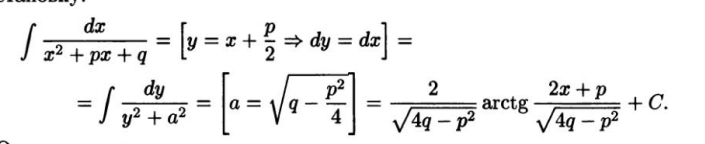 ∫ dx / (x² + px + q) = [y = x + p/2 ⇒ dy = dx] =
= ∫ dy / (y² + a²) = [a = √(q − p²/4)] = 2/√(4q − p²) arctg (2x + p)/√(4q − p²) + C.